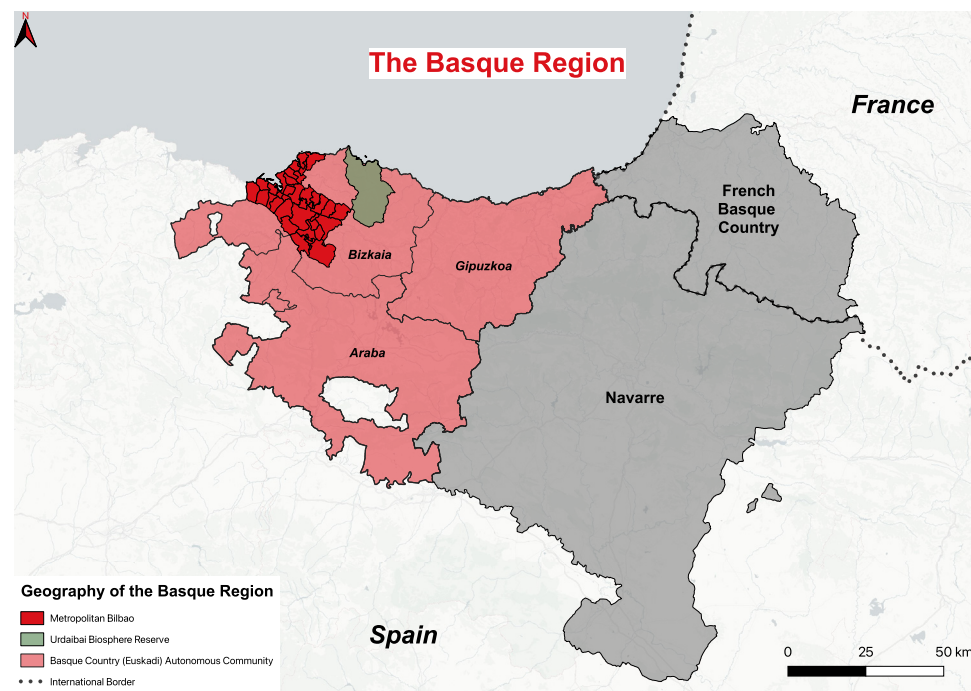 N
The Basque Region
France
French
Basque
Country
Bizkaia
Gipuzkoa
Araba
Navarre
Spain
Geography of the Basque Region
Metropolitan Bilbao
Urdaibai Biosphere Reserve
Basque Country (Euskadi) Autonomous Community
International Border
0 25 50 km